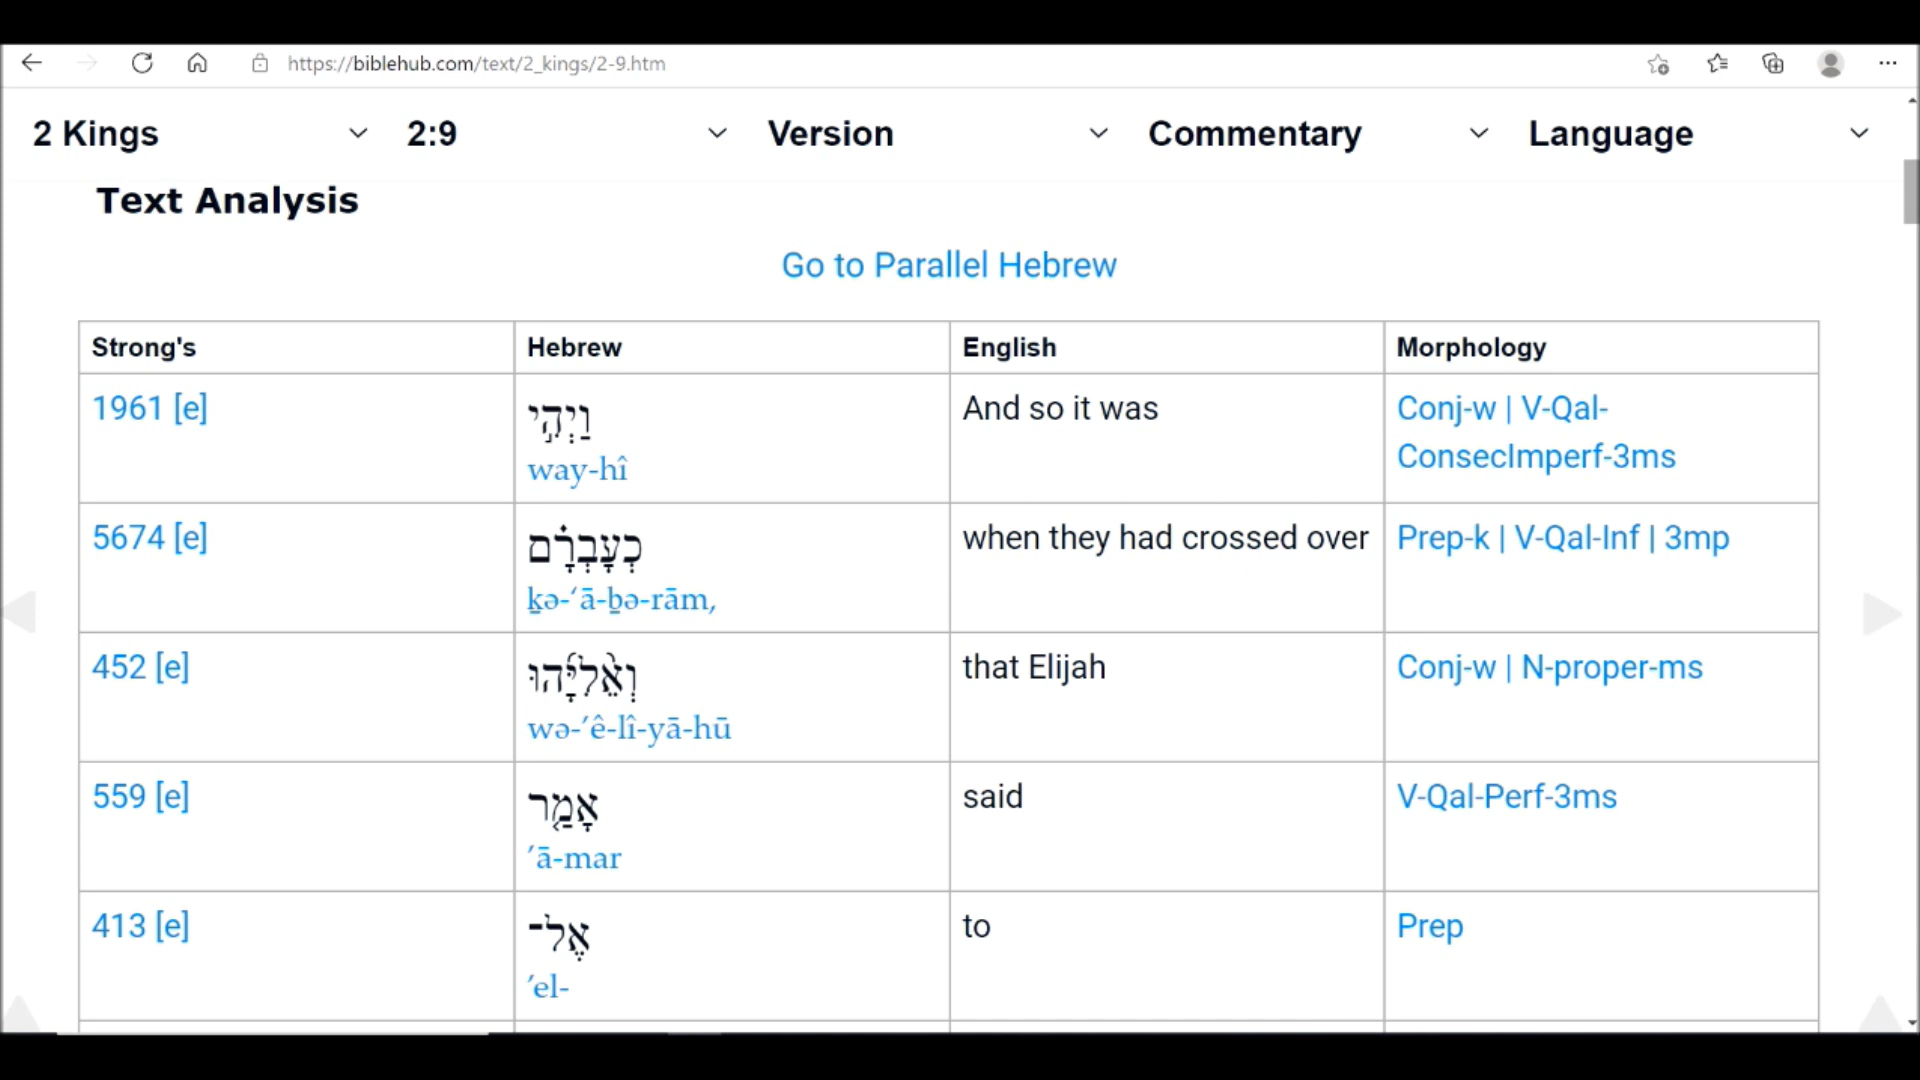 https://biblehub.com/text/2_kings/2-9.htm
2 Kings 2:9 Version Commentary Language
Text Analysis
Go to Parallel Hebrew
Strong's Hebrew English Morphology
1961 [e] וַיְהִ֣י And so it was Conj-w | V-Qal-
way-hî ConsecImperf-3ms
5674 [e] כְעָבְרָ֗ם when they had crossed over Prep-k | V-Qal-Inf | 3mp
ḵə-‘ā-ḇə-rām,
452 [e] וְאֵ֨לִיָּ֜הוּ that Elijah Conj-w | N-proper-ms
wə-’ê-lî-yā-hū
559 [e] אָמַ֤ר said V-Qal-Perf-3ms
’ā-mar
413 [e] אֶל־ to Prep
’el-